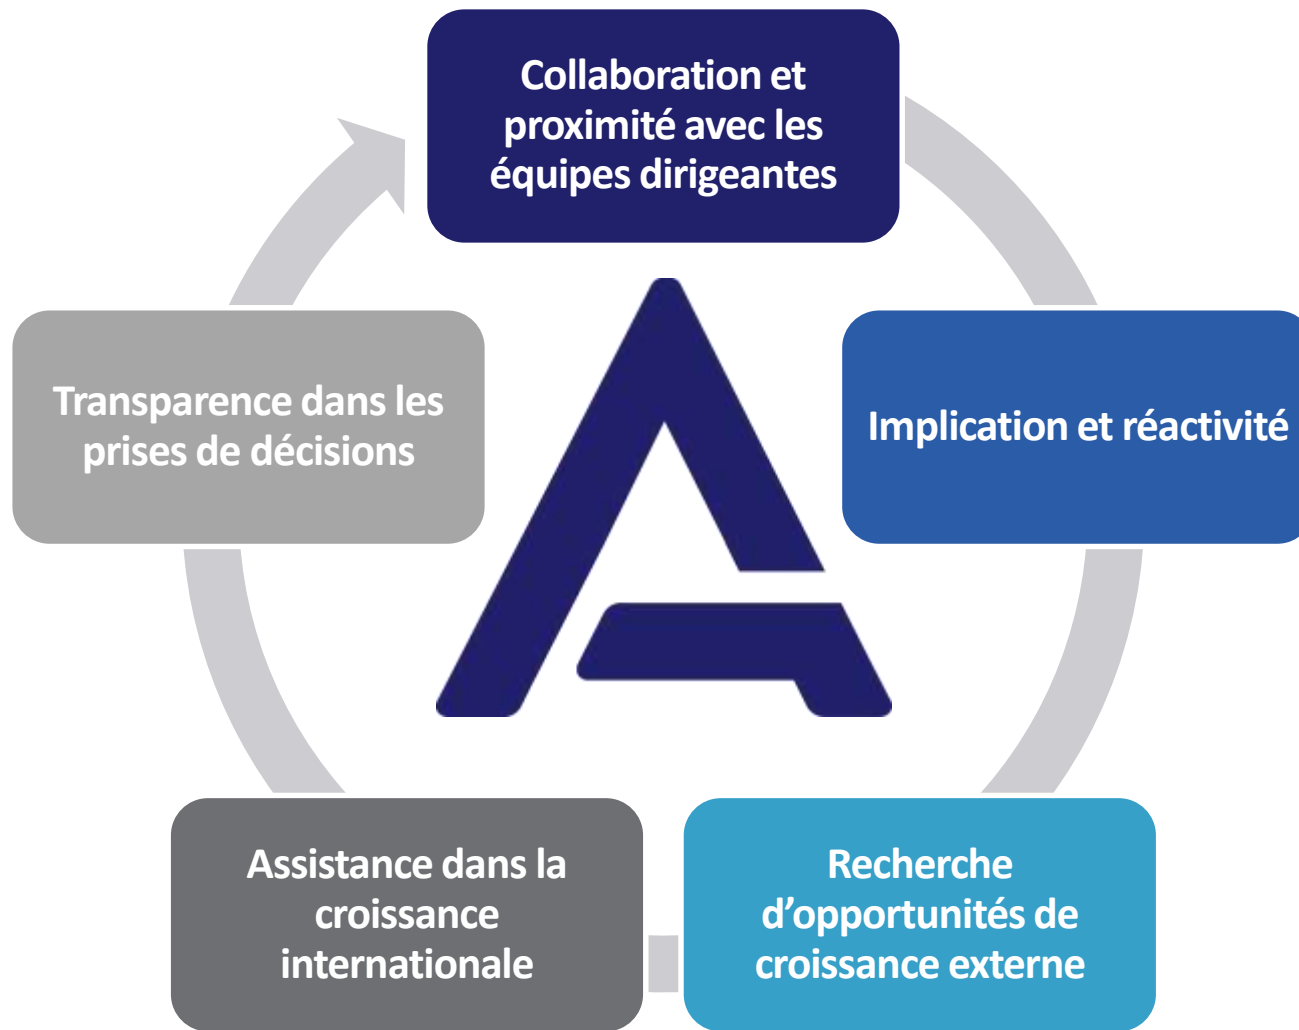 Collaboration et
proximité avec les
équipes dirigeantes
Implication et réactivité
Recherche
d’opportunités de
croissance externe
Assistance dans la
croissance
internationale
Transparence dans les
prises de décisions